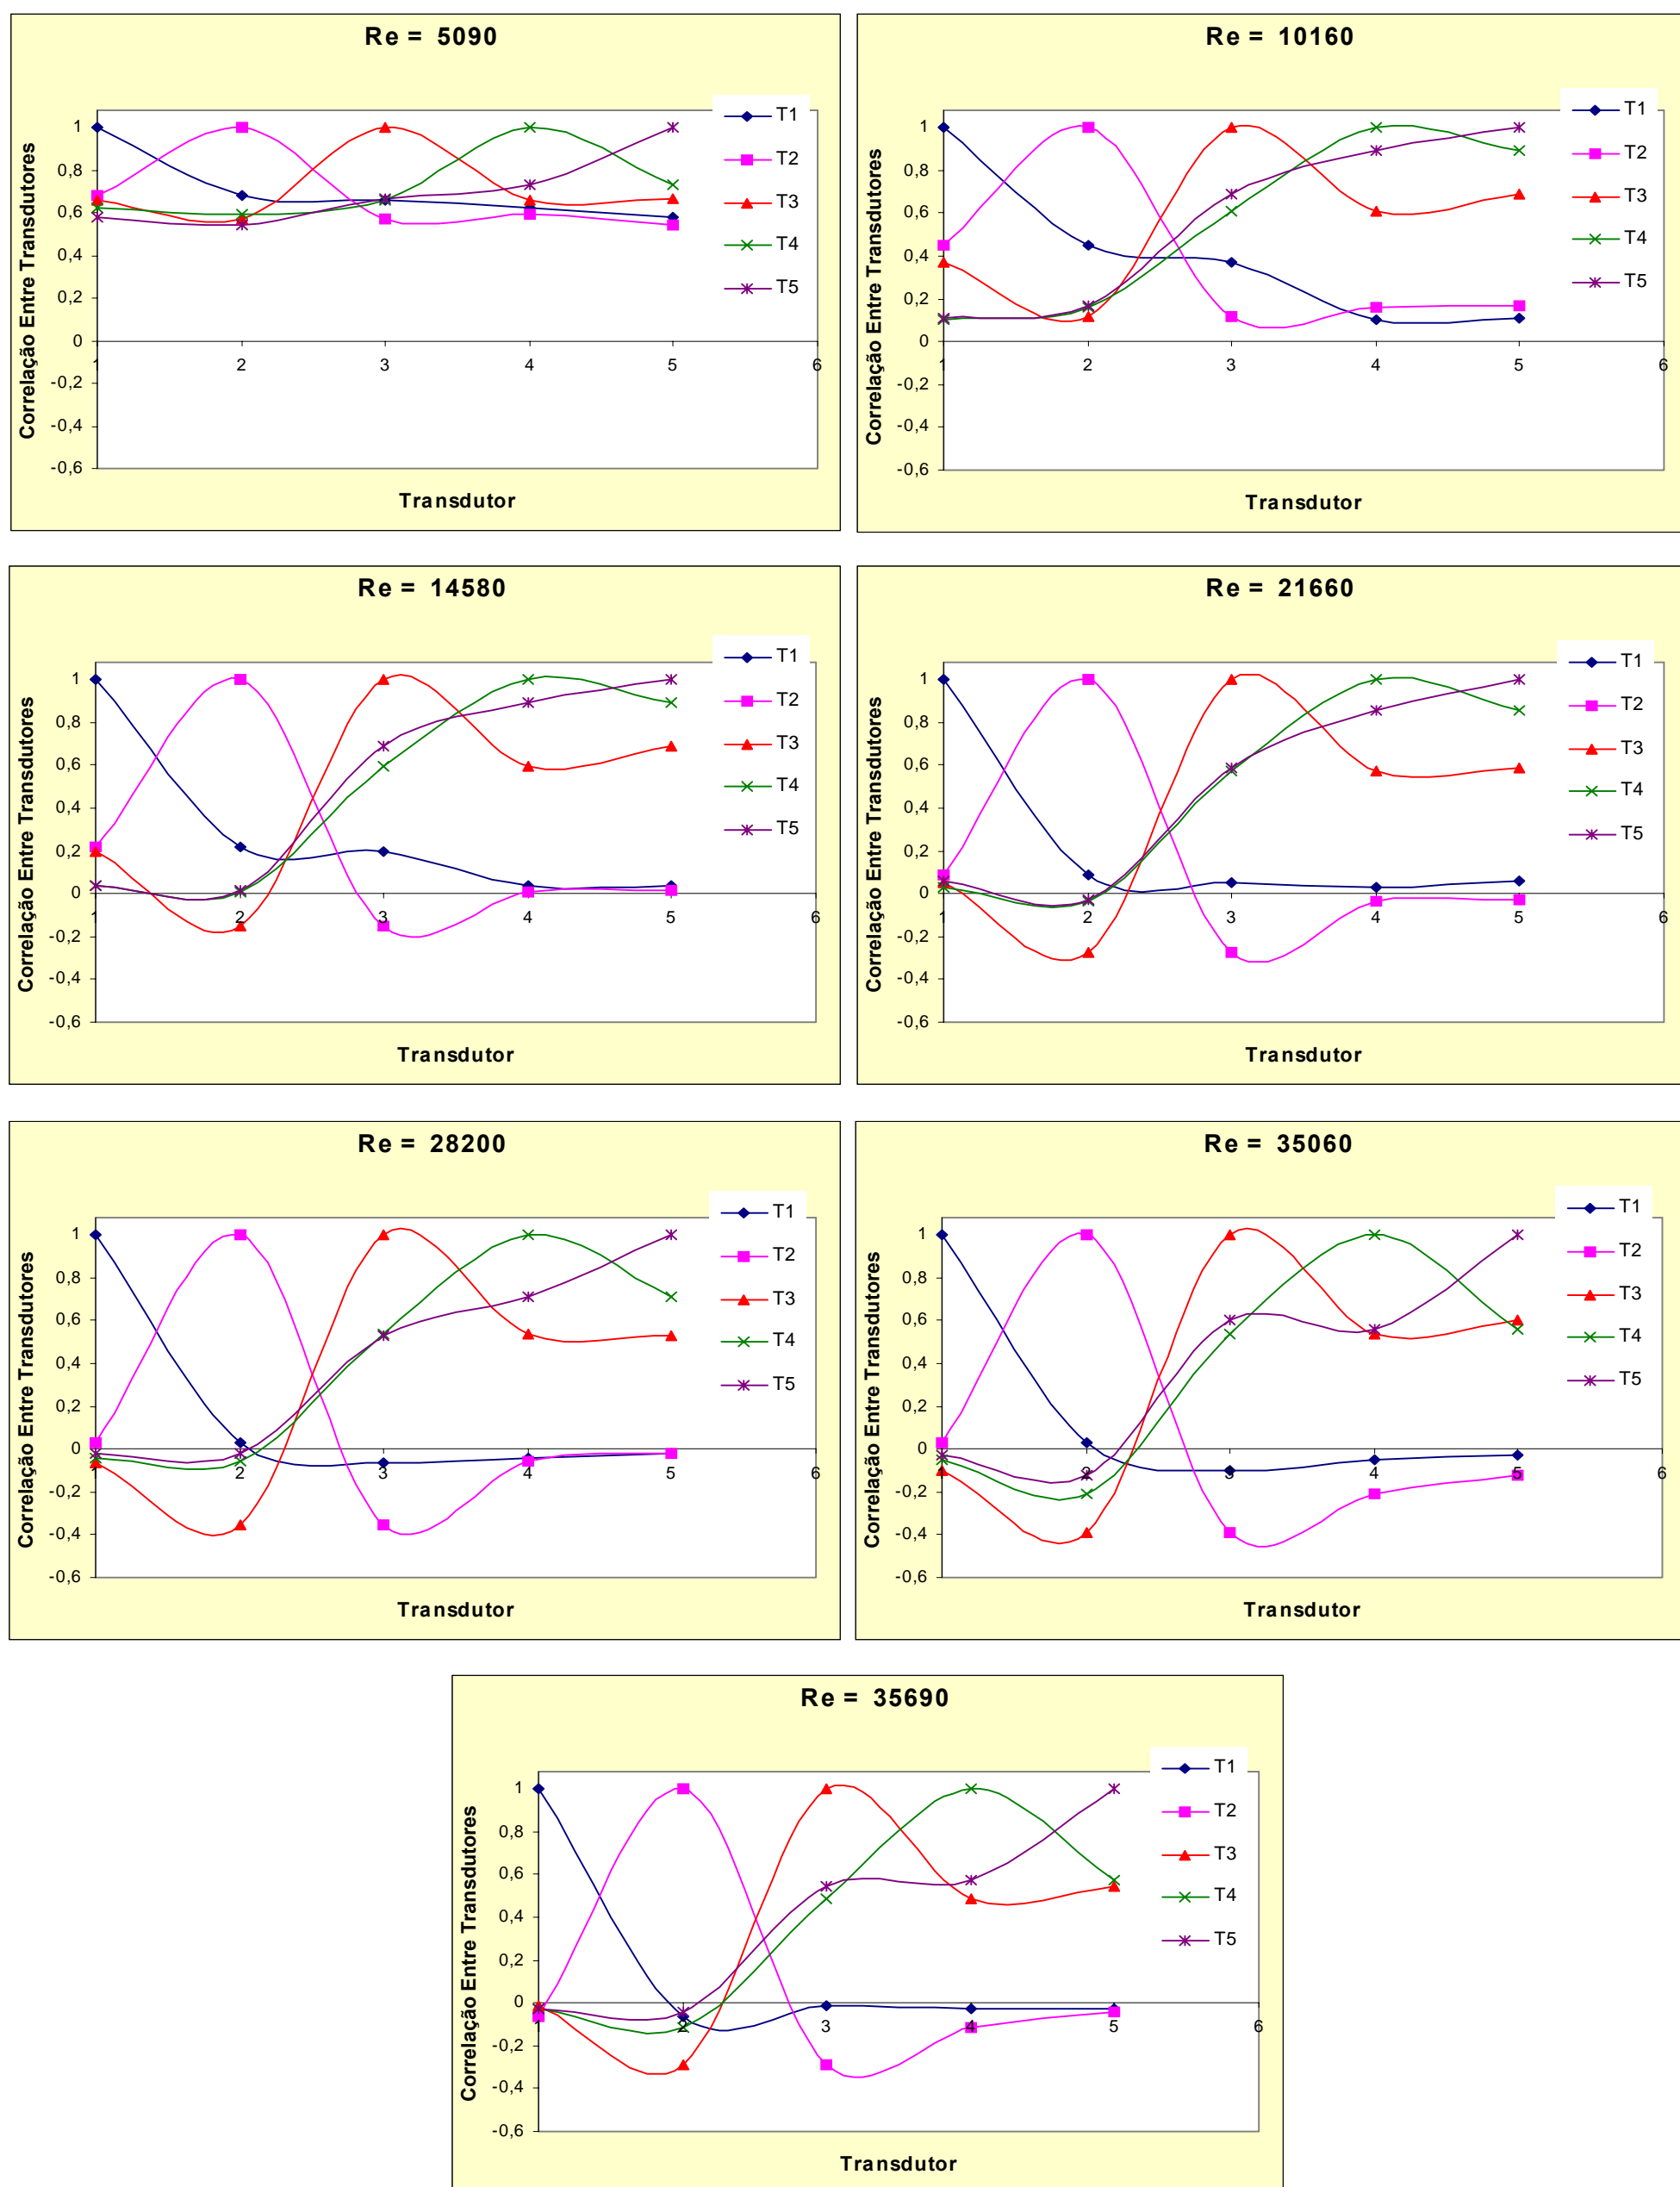 Re = 5090
Correlação Entre Transdutores
1
0,8
0,6
0,4
0,2
0
-0,2
-0,4
-0,6
1 2 3 4 5 6
Transdutor
T1
T2
T3
T4
T5
Re = 10160
Correlação Entre Transdutores
1
0,8
0,6
0,4
0,2
0
-0,2
-0,4
-0,6
1 2 3 4 5 6
Transdutor
T1
T2
T3
T4
T5
Re = 14580
Correlação Entre Transdutores
1
0,8
0,6
0,4
0,2
0
-0,2
-0,4
-0,6
1 2 3 4 5 6
Transdutor
T1
T2
T3
T4
T5
Re = 21660
Correlação Entre Transdutores
1
0,8
0,6
0,4
0,2
0
-0,2
-0,4
-0,6
1 2 3 4 5 6
Transdutor
T1
T2
T3
T4
T5
Re = 28200
Correlação Entre Transdutores
1
0,8
0,6
0,4
0,2
0
-0,2
-0,4
-0,6
1 2 3 4 5 6
Transdutor
T1
T2
T3
T4
T5
Re = 35060
Correlação Entre Transdutores
1
0,8
0,6
0,4
0,2
0
-0,2
-0,4
-0,6
1 2 3 4 5 6
Transdutor
T1
T2
T3
T4
T5
Re = 35690
Correlação Entre Transdutores
1
0,8
0,6
0,4
0,2
0
-0,2
-0,4
-0,6
1 2 3 4 5 6
Transdutor
T1
T2
T3
T4
T5